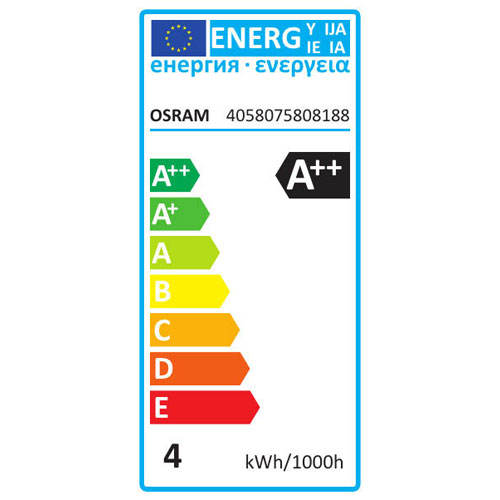 ENERG Y IJA
IE IA
енергия · ενεργεια
OSRAM 4058075808188
A++ A++
A+
A
B
C
D
E
4 kWh/1000h